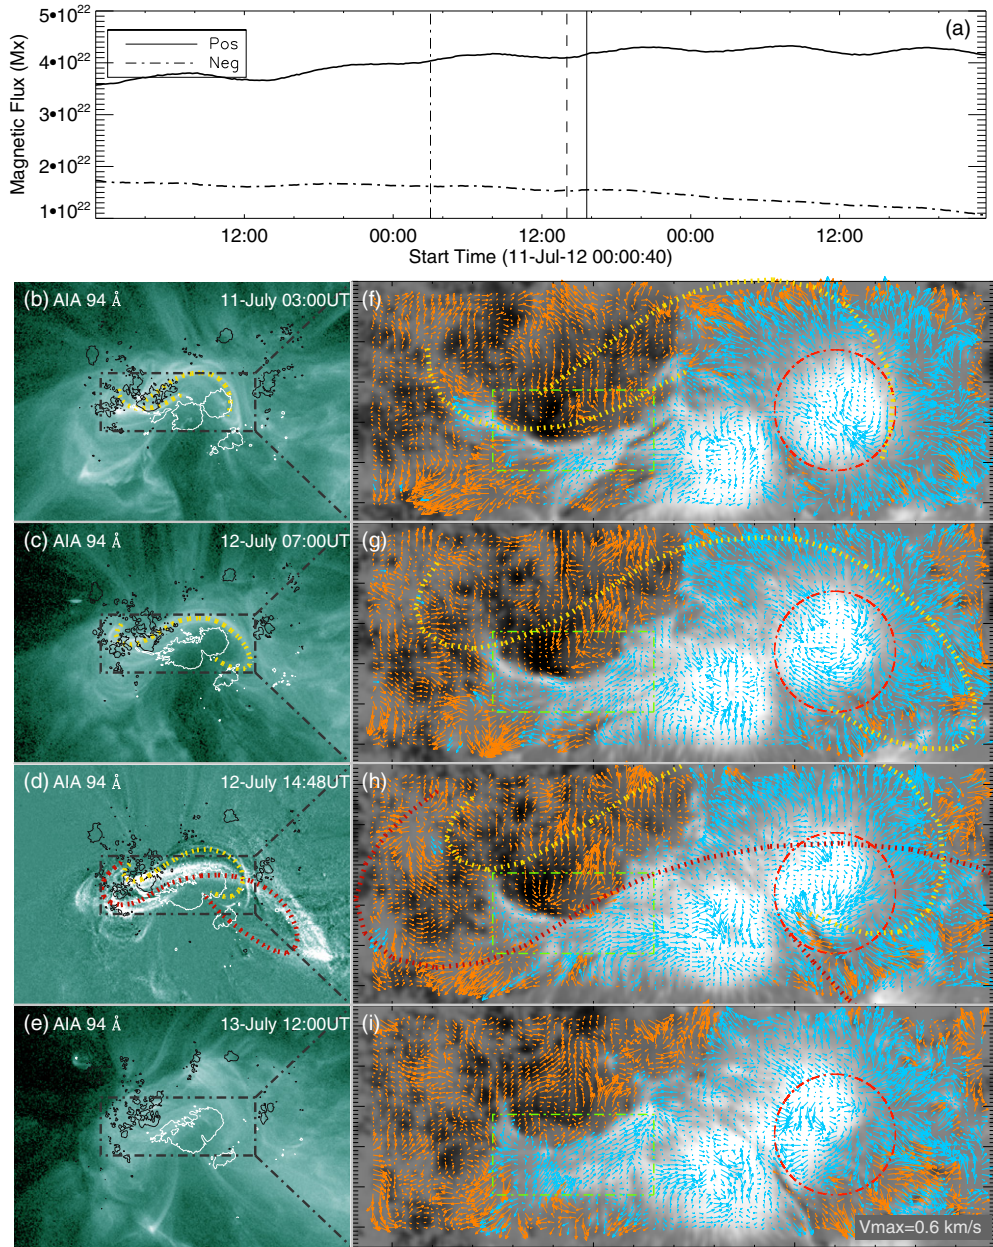 (a)
Pos
Neg
Magnetic Flux (Mx)
5•10²²
4•10²²
3•10²²
2•10²²
1•10²²
12:00
00:00
12:00
00:00
12:00
Start Time (11-Jul-12 00:00:40)
(b) AIA 94 Å
11-July 03:00UT
(f)
(c) AIA 94 Å
12-July 07:00UT
(g)
(d) AIA 94 Å
12-July 14:48UT
(h)
(e) AIA 94 Å
13-July 12:00UT
(i)
Vmax=0.6 km/s